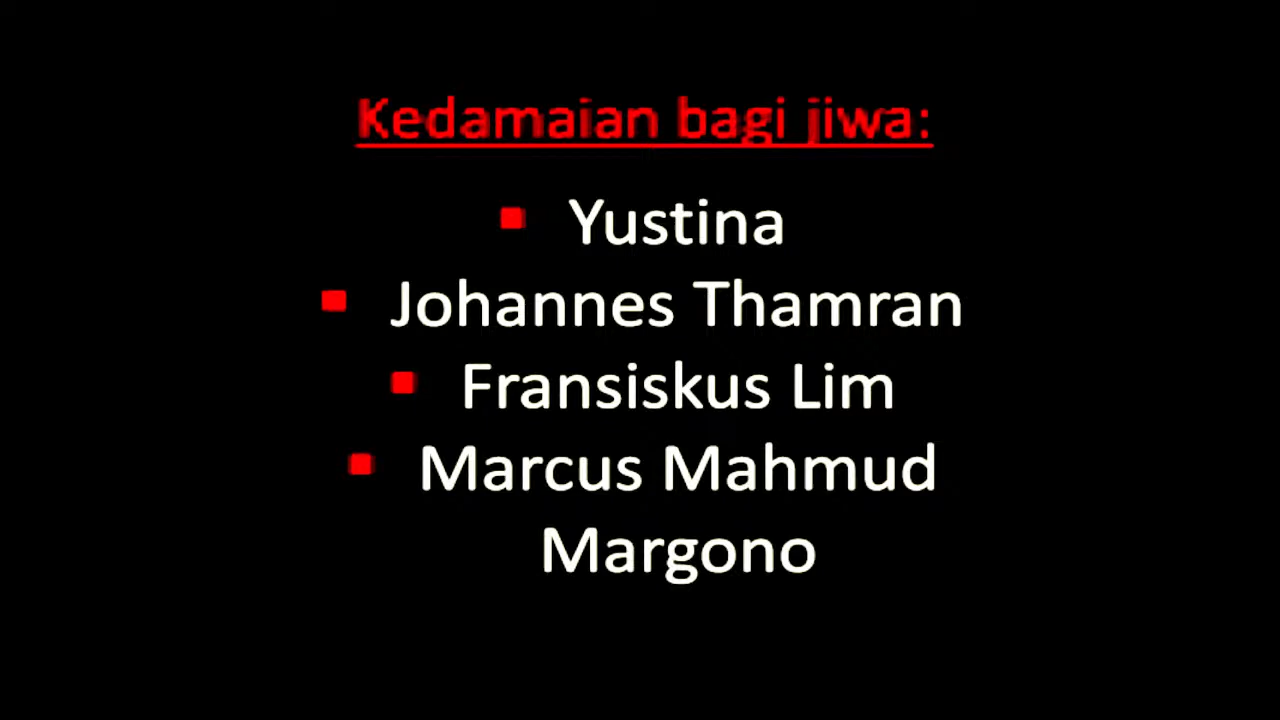 Kedamaian bagi jiwa:
▪ Yustina
▪ Johannes Thamran
▪ Fransiskus Lim
▪ Marcus Mahmud
Margono